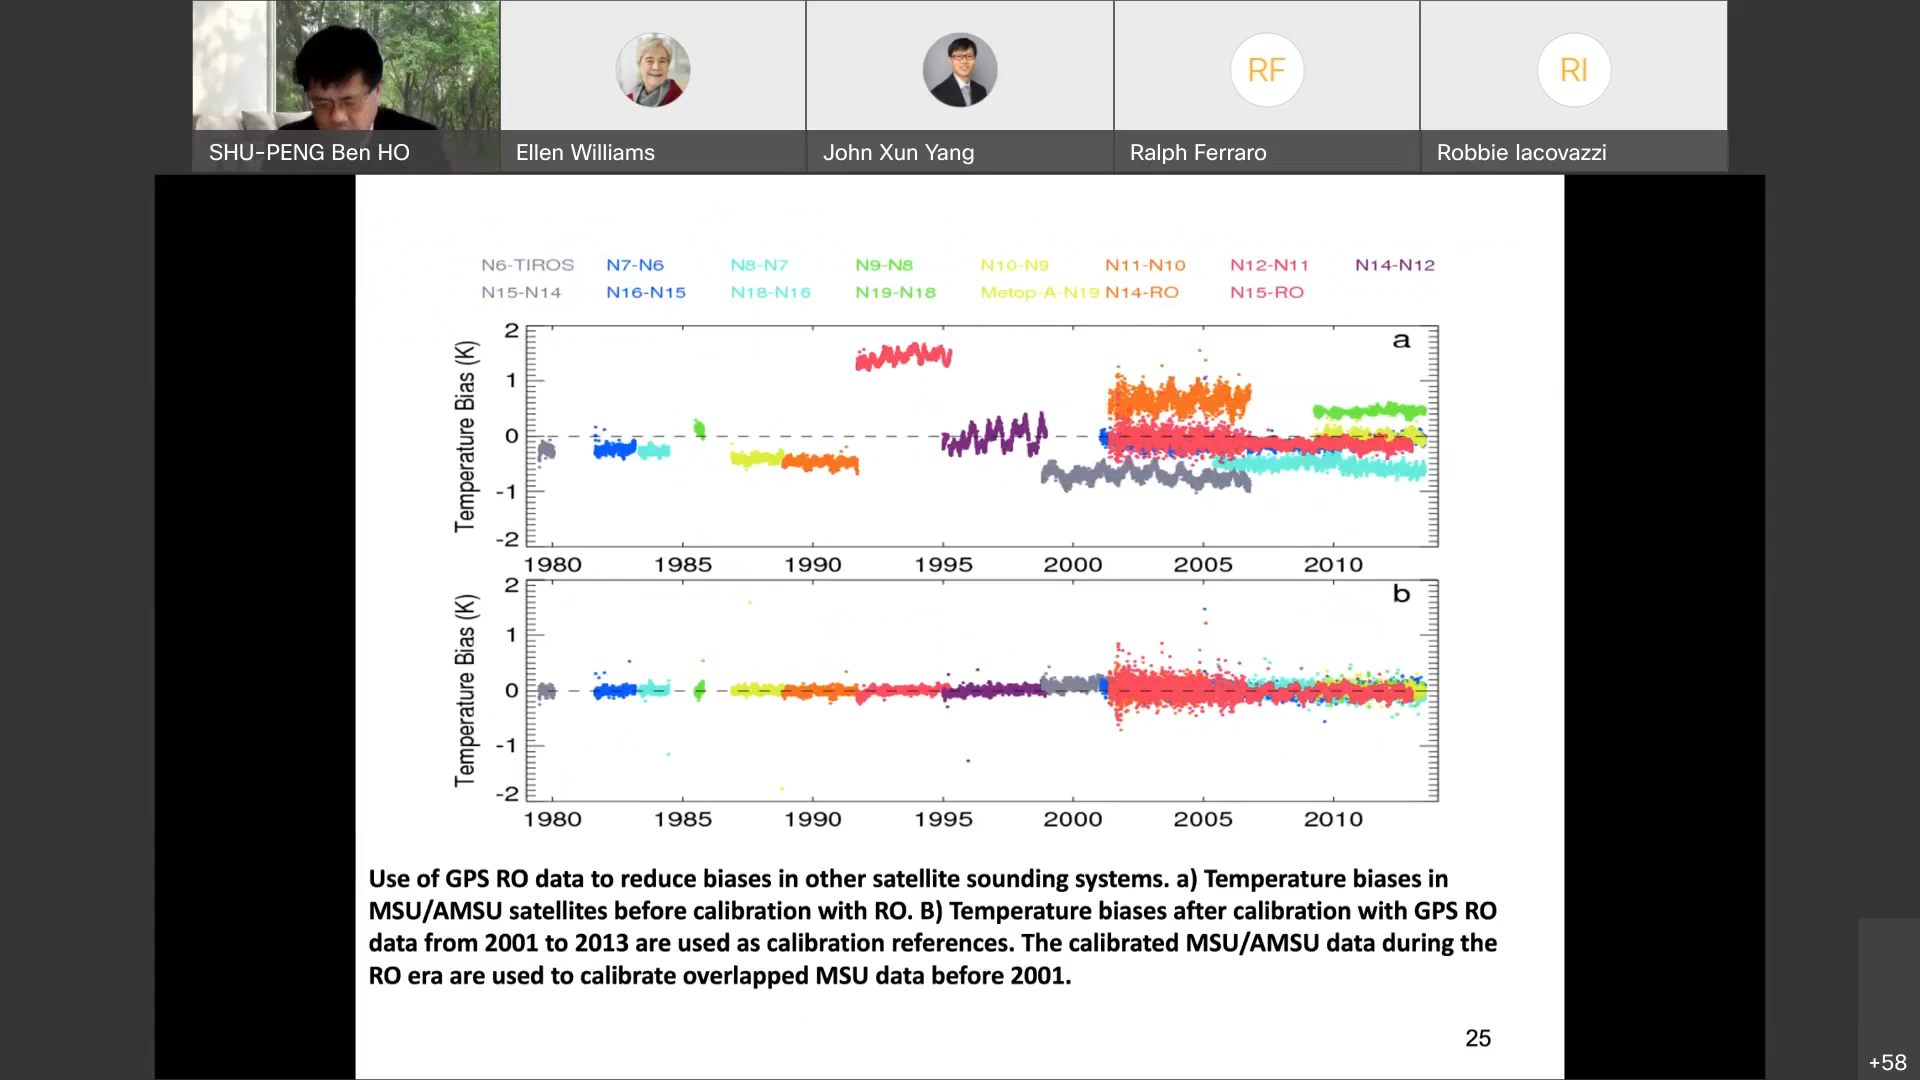 RF
RI
SHU-PENG Ben HO
Ellen Williams
John Xun Yang
Ralph Ferraro
Robbie Iacovazzi
N6-TIROS N7-N6 N8-N7 N9-N8 N10-N9 N11-N10 N12-N11 N14-N12
N15-N14 N16-N15 N18-N16 N19-N18 Metop-A-N19 N14-RO N15-RO
a
Temperature Bias (K)
2
1
0
-1
-2
1980 1985 1990 1995 2000 2005 2010
b
Temperature Bias (K)
2
1
0
-1
-2
1980 1985 1990 1995 2000 2005 2010
Use of GPS RO data to reduce biases in other satellite sounding systems. a) Temperature biases in
MSU/AMSU satellites before calibration with RO. B) Temperature biases after calibration with GPS RO
data from 2001 to 2013 are used as calibration references. The calibrated MSU/AMSU data during the
RO era are used to calibrate overlapped MSU data before 2001.
25
+58